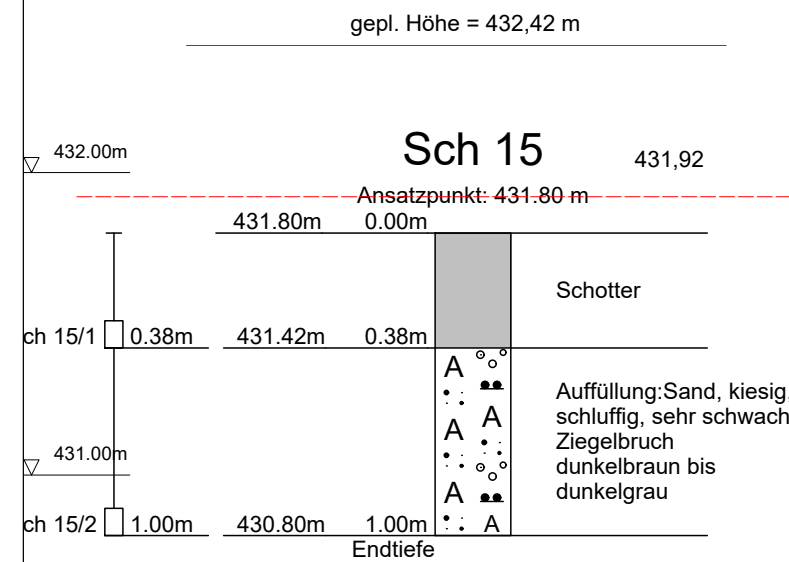 gepl. Höhe = 432,42 m
432.00m
Sch 15
431,92
Ansatzpunkt: 431.80 m
431.80m 0.00m
Schotter
ch 15/1 0.38m 431.42m 0.38m
A
A
A
A
A
Auffüllung:Sand, kiesig,
schluffig, sehr schwach
Ziegelbruch
dunkelbraun bis
dunkelgrau
431.00m
ch 15/2 1.00m 430.80m 1.00m
Endtiefe